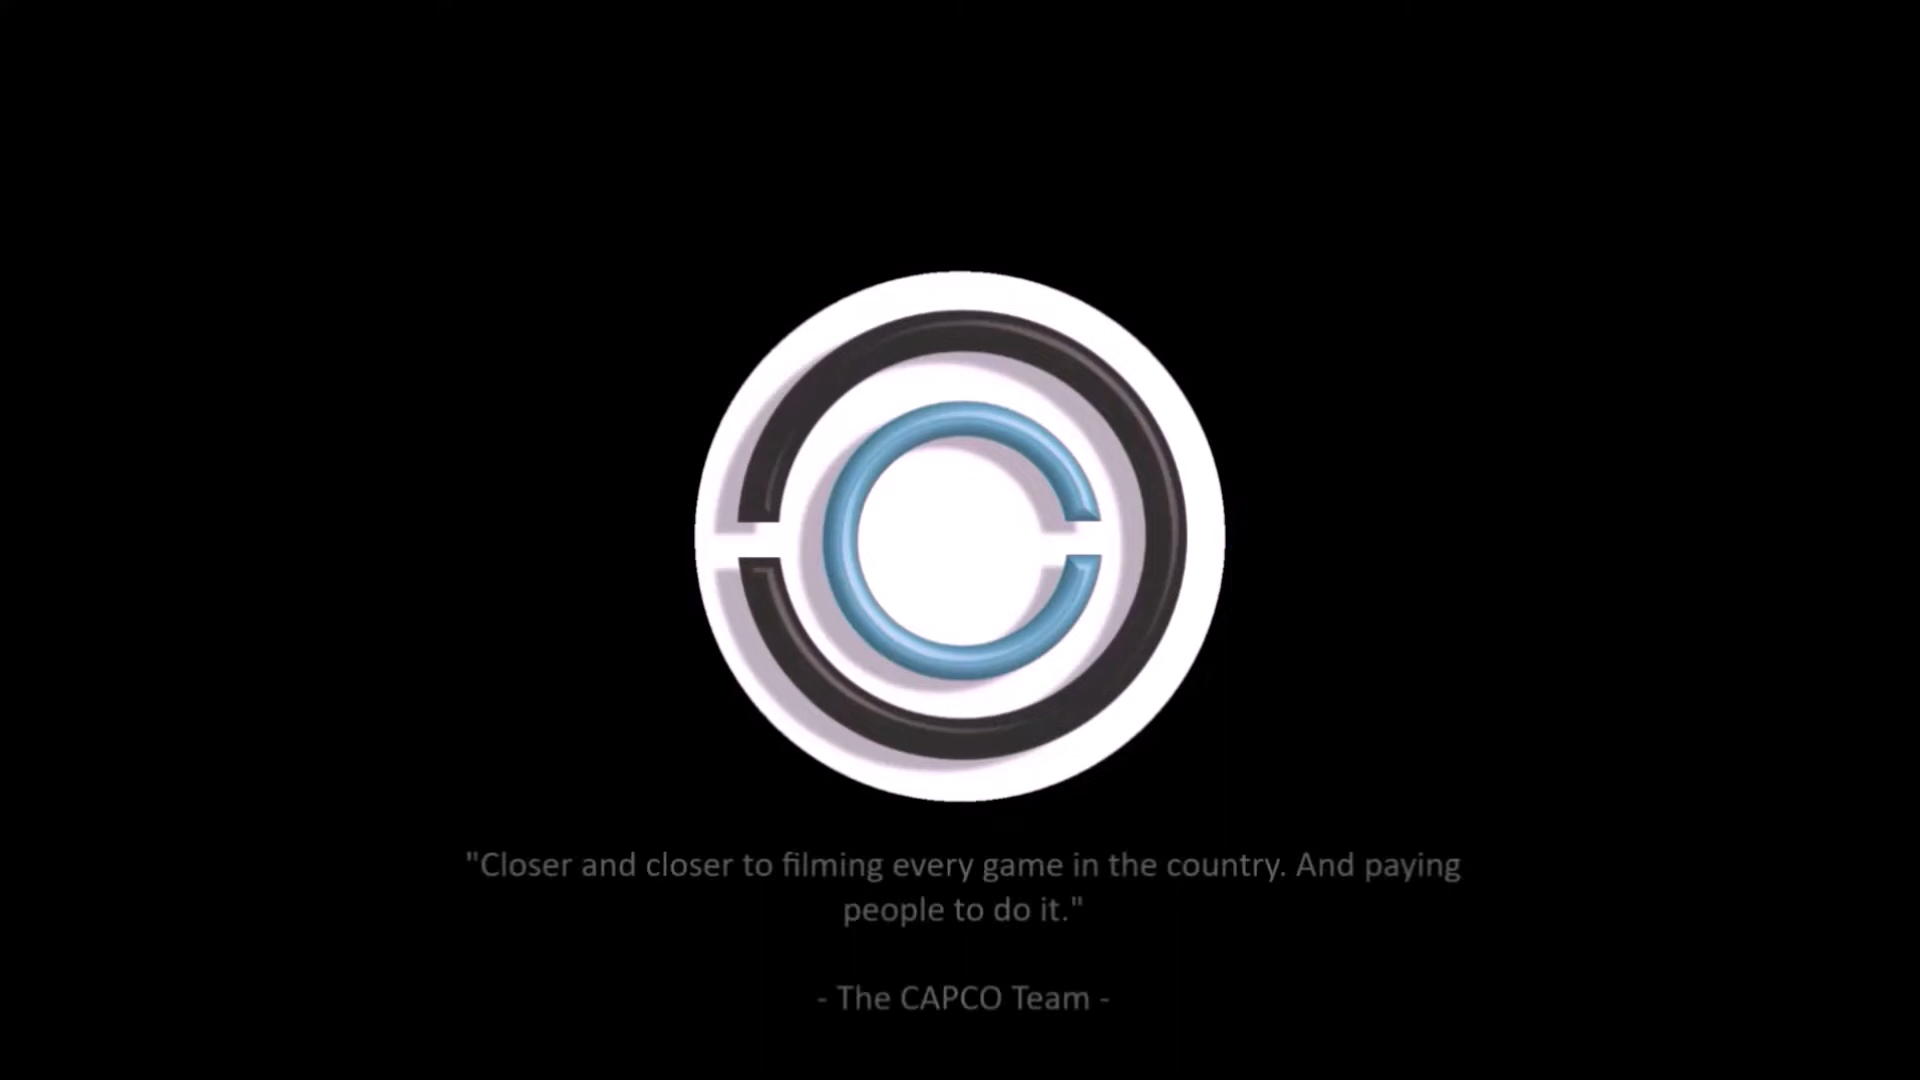 "Closer and closer to filming every game in the country. And paying
people to do it."
- The CAPCO Team -